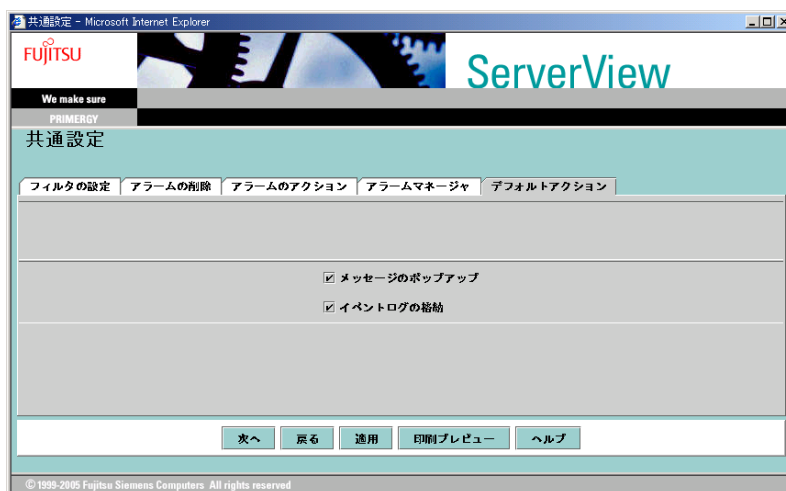 共通設定 - Microsoft Internet Explorer
FUJITSU
ServerView
We make sure
PRIMERGY
共通設定
フィルタの設定 アラームの削除 アラームのアクション アラームマネージャ デフォルトアクション
メッセージのポップアップ
イベントログの格納
次へ 戻る 適用 印刷プレビュー ヘルプ
© 1999-2005 Fujitsu Siemens Computers All rights reserved